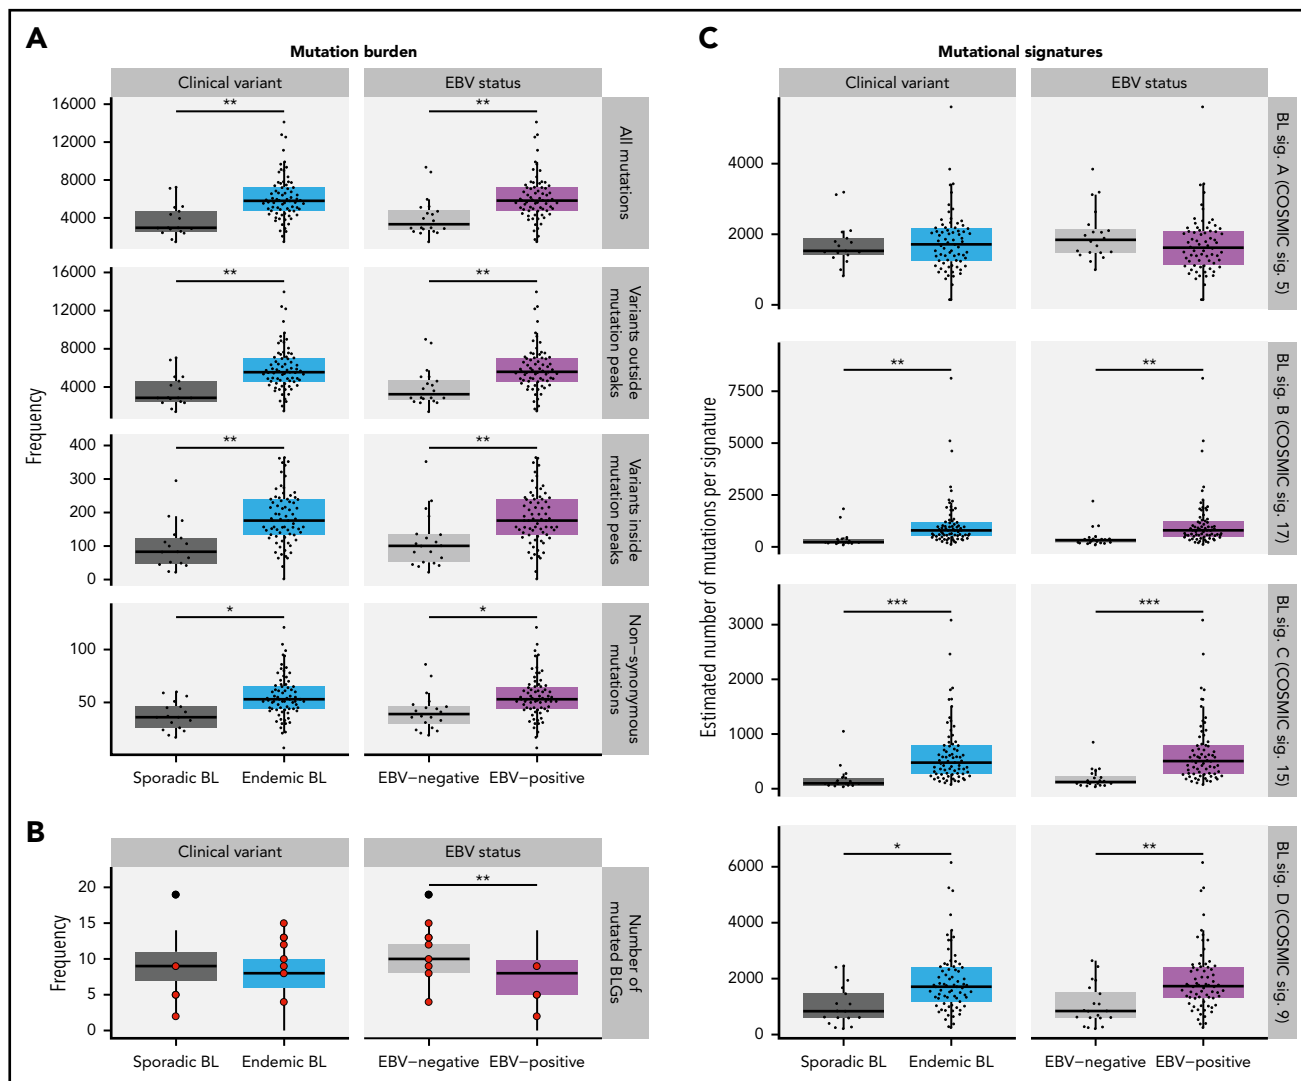 A
Mutation burden
Clinical variant
EBV status
16000
12000
8000
4000
**
**
All mutations
16000
12000
8000
4000
**
**
Variants outside
mutation peaks
Frequency
400
300
200
100
0
**
**
Variants inside
mutation peaks
100
50
*
*
Non–synonymous
mutations
Sporadic BL
Endemic BL
EBV–negative
EBV–positive
B
Clinical variant
EBV status
Frequency
20
15
10
5
0
**
Number of
mutated BLGs
Sporadic BL
Endemic BL
EBV–negative
EBV–positive
C
Mutational signatures
Clinical variant
EBV status
Estimated number of mutations per signature
4000
2000
0
BL sig. A (COSMIC sig. 5)
7500
5000
2500
0
**
**
BL sig. B (COSMIC sig. 17)
3000
2000
1000
0
***
***
BL sig. C (COSMIC sig. 15)
6000
4000
2000
0
*
**
BL sig. D (COSMIC sig. 9)
Sporadic BL
Endemic BL
EBV–negative
EBV–positive